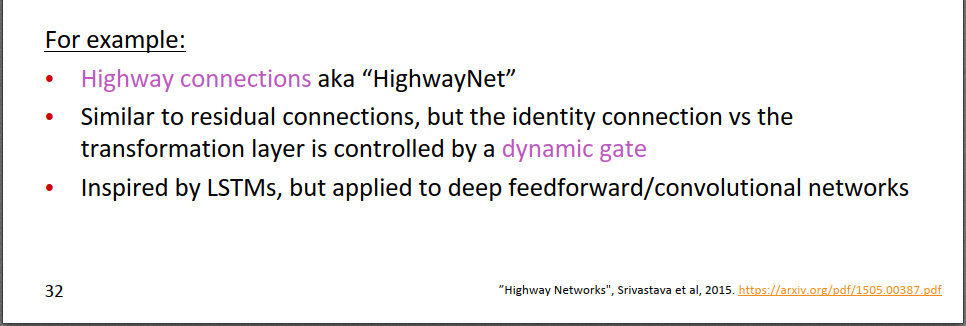 For example:
• Highway connections aka “HighwayNet”
• Similar to residual connections, but the identity connection vs the
transformation layer is controlled by a dynamic gate
• Inspired by LSTMs, but applied to deep feedforward/convolutional networks
32
”Highway Networks", Srivastava et al, 2015. https://arxiv.org/pdf/1505.00387.pdf